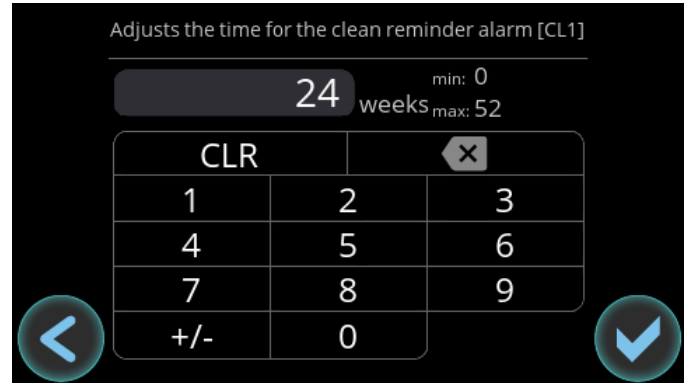 Adjusts the time for the clean reminder alarm [CL1]
24 weeks
min: 0
max: 52
CLR
1 2 3
4 5 6
7 8 9
+/- 0